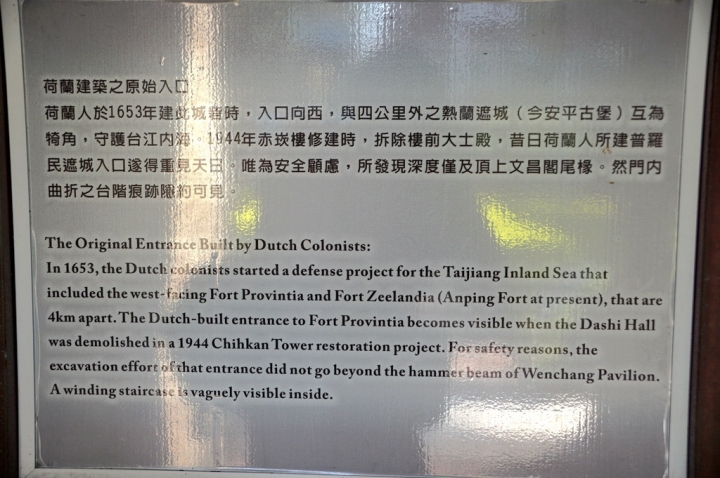 荷蘭建築之原始入口
荷蘭人於1653年建此城堡時，入口向西，與四公里外之熱蘭遮城（今安平古堡）互為
犄角，守護台江內海。1944年赤崁樓修建時，拆除樓前大士殿，昔日荷蘭人所建普羅
民遮城入口遂得重見天日。唯為安全顧慮，所發現深度僅及頂上文昌閣尾椽。然門內
曲折之台階痕跡隱約可見。
The Original Entrance Built by Dutch Colonists:
In 1653, the Dutch colonists started a defense project for the Taijiang Inland Sea that
included the west-facing Fort Provintia and Fort Zeelandia (Anping Fort at present), that are
4km apart. The Dutch-built entrance to Fort Provintia becomes visible when the Dashi Hall
was demolished in a 1944 Chihkan Tower restoration project. For safety reasons, the
excavation effort of that entrance did not go beyond the hammer beam of Wenchang Pavilion.
A winding staircase is vaguely visible inside.